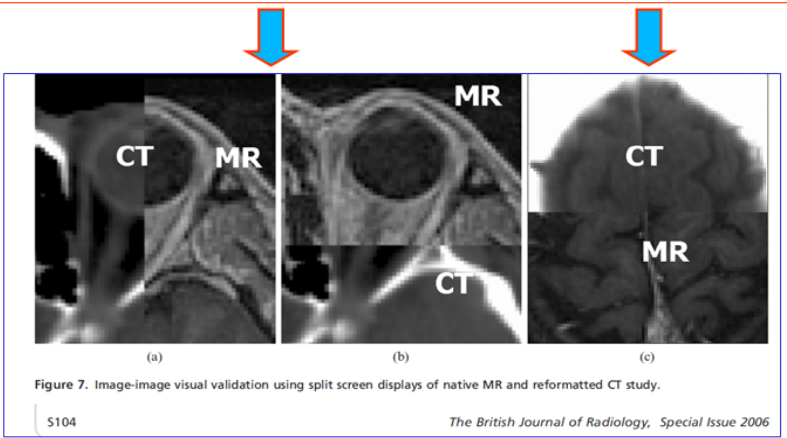 CT
MR
MR
CT
CT
MR
(a)
(b)
(c)
Figure 7. Image-image visual validation using split screen displays of native MR and reformatted CT study.
S104
The British Journal of Radiology, Special Issue 2006